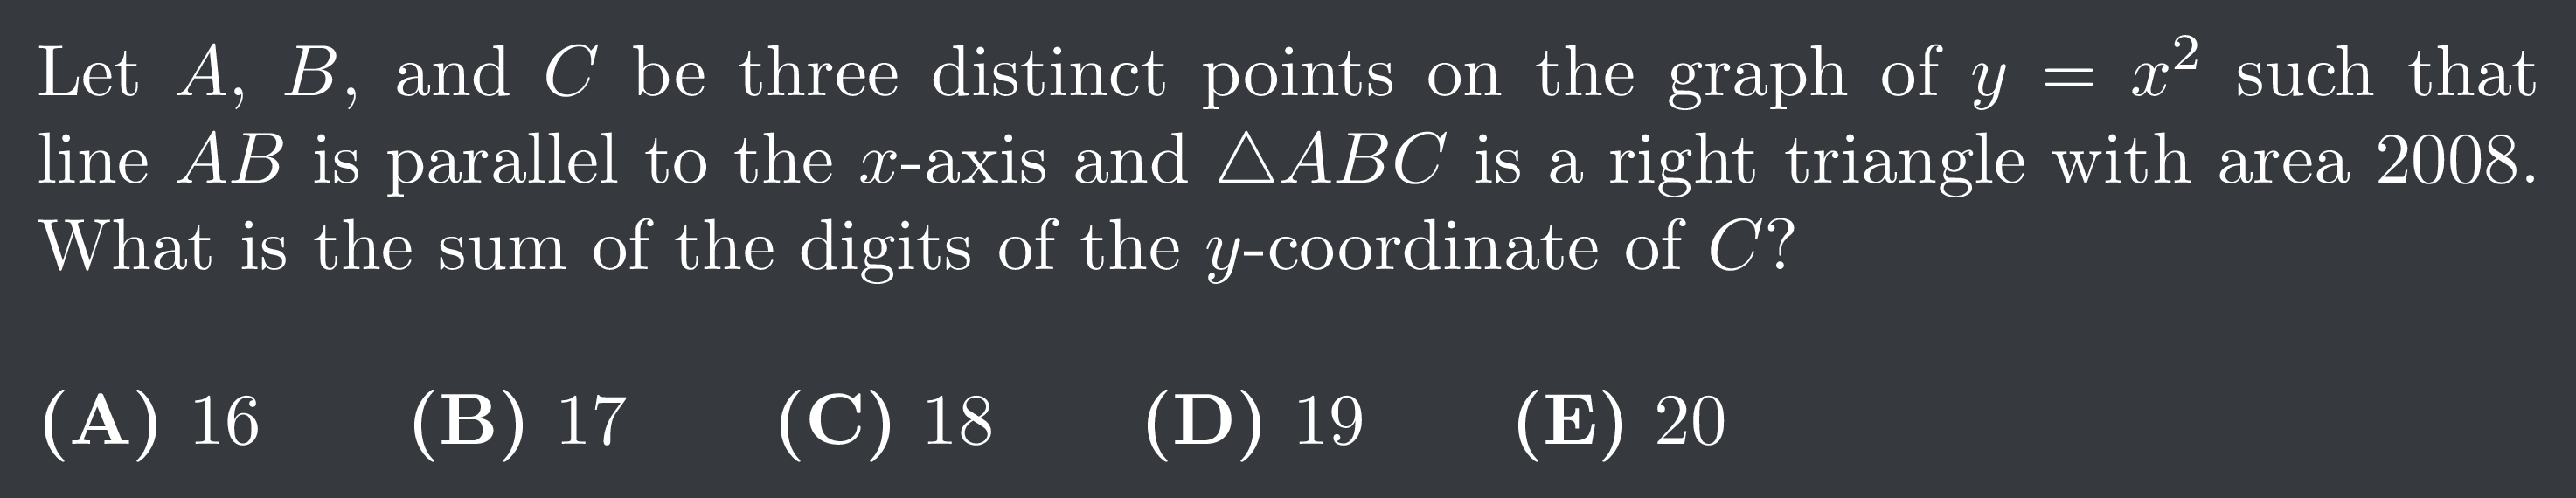 Let A, B, and C be three distinct points on the graph of y = x² such that
line AB is parallel to the x-axis and △ABC is a right triangle with area 2008.
What is the sum of the digits of the y-coordinate of C?
(A) 16 (B) 17 (C) 18 (D) 19 (E) 20